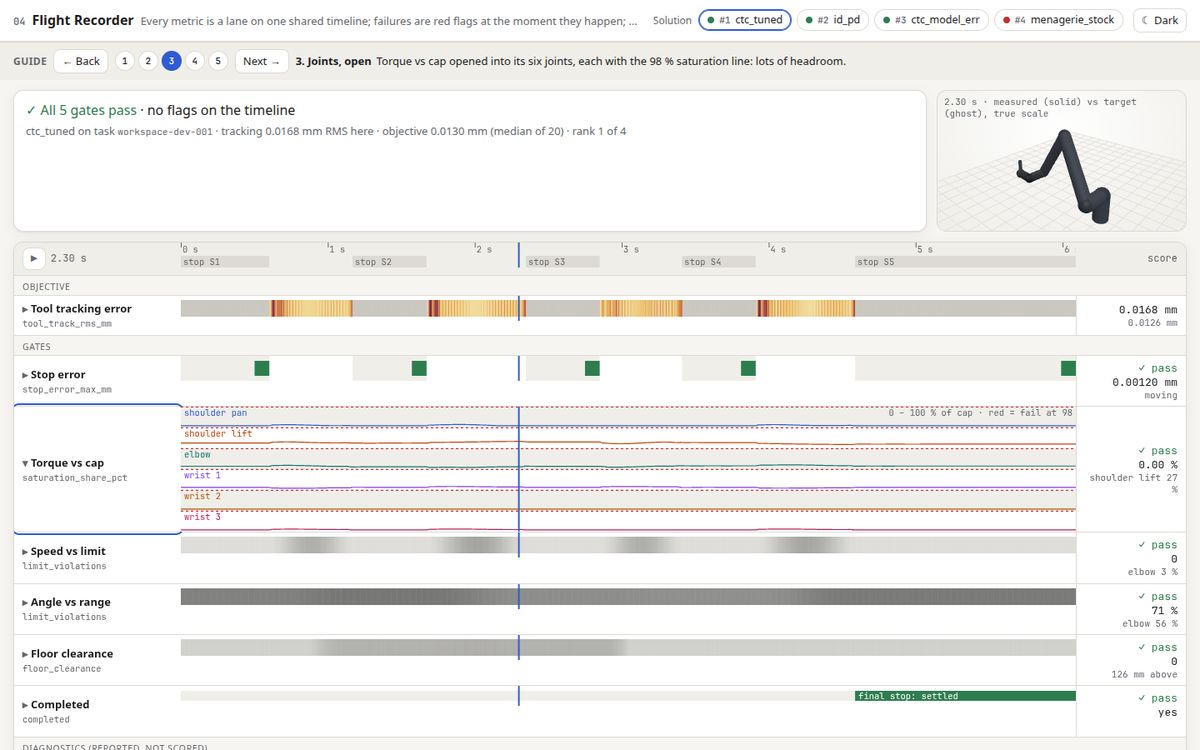 04 Flight Recorder Every metric is a lane on one shared timeline; failures are red flags at the moment they happen; … Solution #1 ctc_tuned #2 id_pd #3 ctc_model_err #4 menagerie_stock ☾ Dark
GUIDE ← Back 1 2 3 4 5 Next → 3. Joints, open Torque vs cap opened into its six joints, each with the 98 % saturation line: lots of headroom.
✓ All 5 gates pass · no flags on the timeline
ctc_tuned on task workspace-dev-001 · tracking 0.0168 mm RMS here · objective 0.0130 mm (median of 20) · rank 1 of 4
2.30 s · measured (solid) vs target
(ghost), true scale
▶ 2.30 s 0 s 1 s 2 s 3 s 4 s 5 s 6 score
stop S1 stop S2 stop S3 stop S4 stop S5
OBJECTIVE
▸ Tool tracking error 0.0168 mm
tool_track_rms_mm 0.0126 mm
GATES
▸ Stop error ✓ pass
stop_error_max_mm 0.00120 mm
moving
shoulder pan 0 – 100 % of cap · red = fail at 98
shoulder lift
elbow ✓ pass
▾ Torque vs cap 0.00 %
saturation_share_pct wrist 1 shoulder lift 27
%
wrist 2
wrist 3
▸ Speed vs limit ✓ pass
limit_violations 0
elbow 3 %
▸ Angle vs range ✓ pass
limit_violations 71 %
elbow 56 %
▸ Floor clearance ✓ pass
floor_clearance 0
126 mm above
▸ Completed final stop: settled ✓ pass
completed yes
DIAGNOSTICS (REPORTED, NOT SCORED)